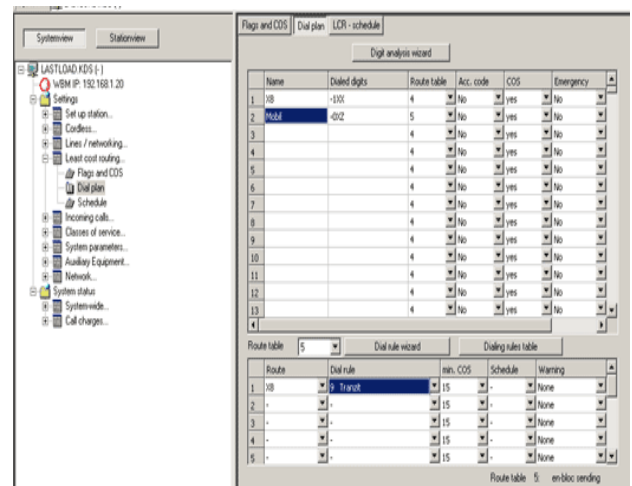 Systemview Stationview
LASTLOAD.KDS (-)
WBM IP: 192.168.1.20
Settings
Set up station...
Cordless...
Lines / networking...
Least cost routing...
Flags and COS
Dial plan
Schedule
Incoming calls...
Classes of service...
System parameters...
Auxiliary Equipment...
Network...
System status
System-wide...
Call charges...
Flags and COS Dial plan LCR - schedule
Digit analysis wizard
Name Dialed digits Route table Acc. code COS Emergency
1 X8 -1XX 4 No yes No
2 Mobil -0XZ 5 No yes No
3 4 No yes No
4 4 No yes No
5 4 No yes No
6 4 No yes No
7 4 No yes No
8 4 No yes No
9 4 No yes No
10 4 No yes No
11 4 No yes No
12 4 No yes No
13 4 No yes No
Route table 5 Dial rule wizard Dialing rules table
Route Dial rule min. COS Schedule Warning
1 X8 9 Tranzit 15 - None
2 - - 15 - None
3 - - 15 - None
4 - - 15 - None
5 - - 15 - None
Route table 5: en-bloc sending